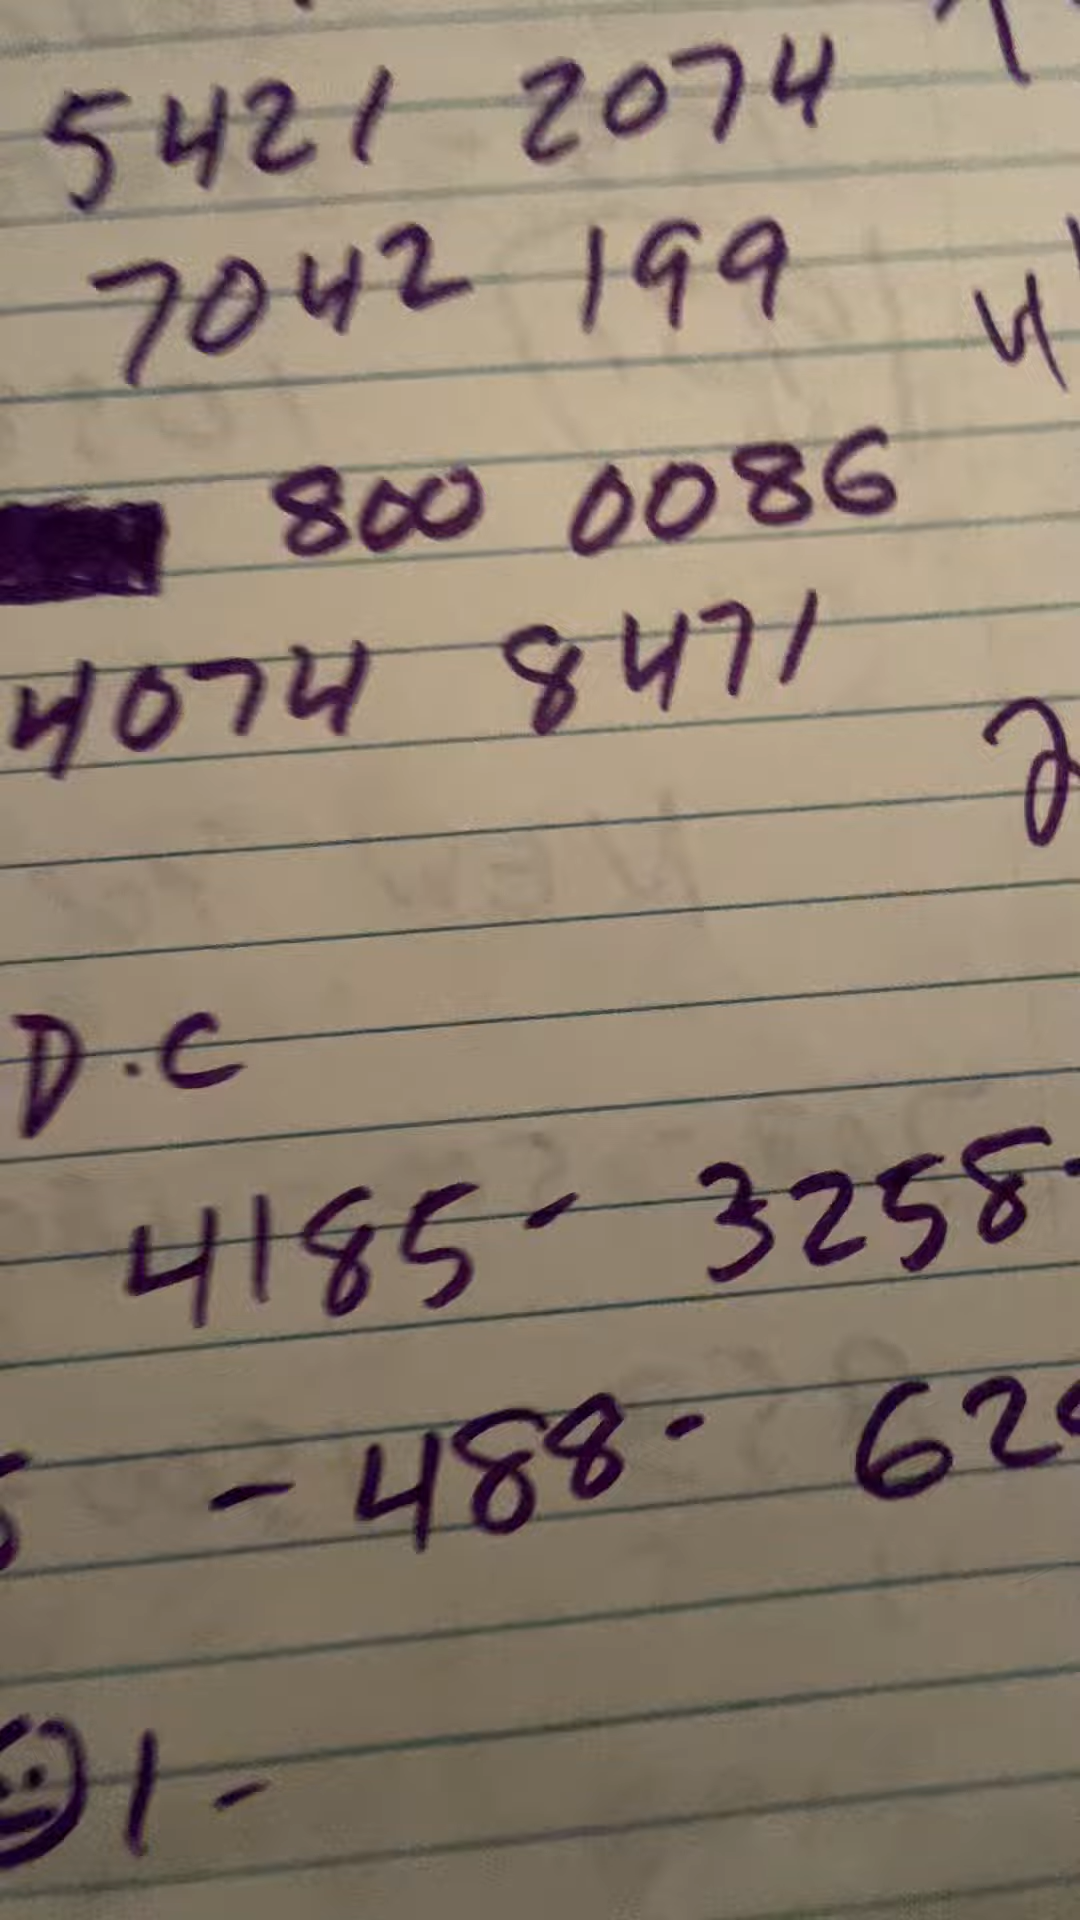 5421 2074
7042 199
800 0086
4074 8471
D.C
4185 - 3258-
- 488 - 62
1 -